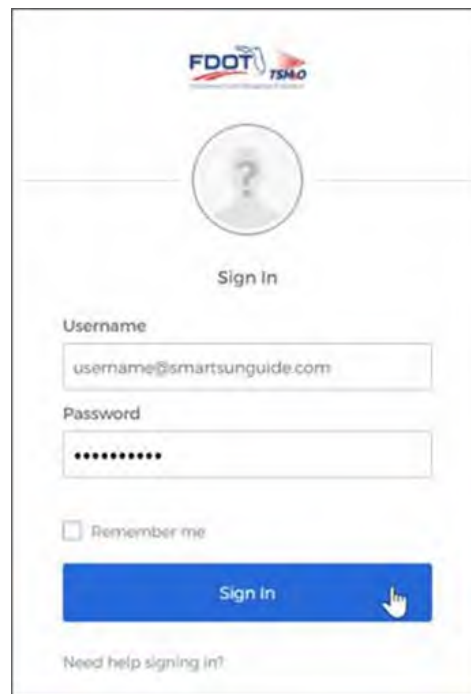 FDOT
TSM&O
?
Sign In
Username
username@smartsunguide.com
Password
••••••••••
Remember me
Sign In
Need help signing in?